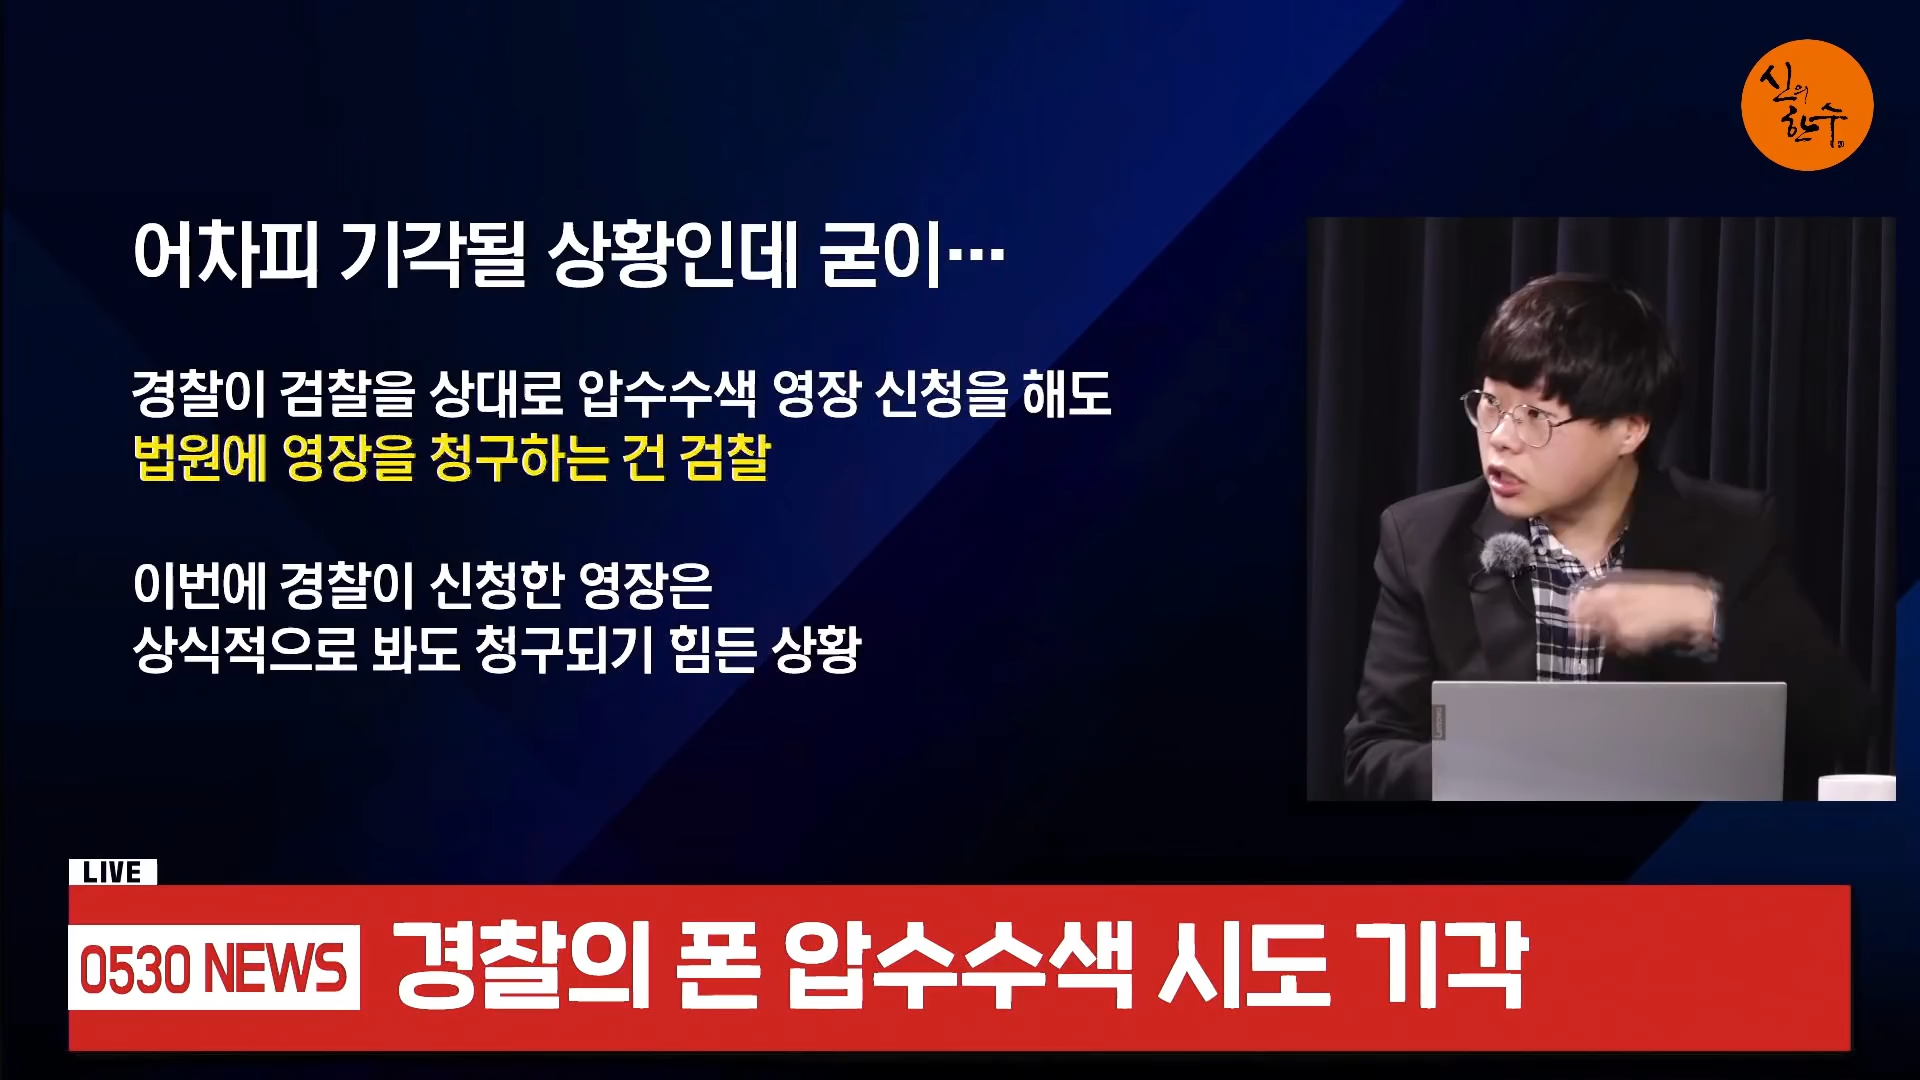 신의
한수
어차피 기각될 상황인데 굳이…
경찰이 검찰을 상대로 압수수색 영장 신청을 해도
법원에 영장을 청구하는 건 검찰
이번에 경찰이 신청한 영장은
상식적으로 봐도 청구되기 힘든 상황
Lenovo
LIVE
0530 NEWS
경찰의 폰 압수수색 시도 기각